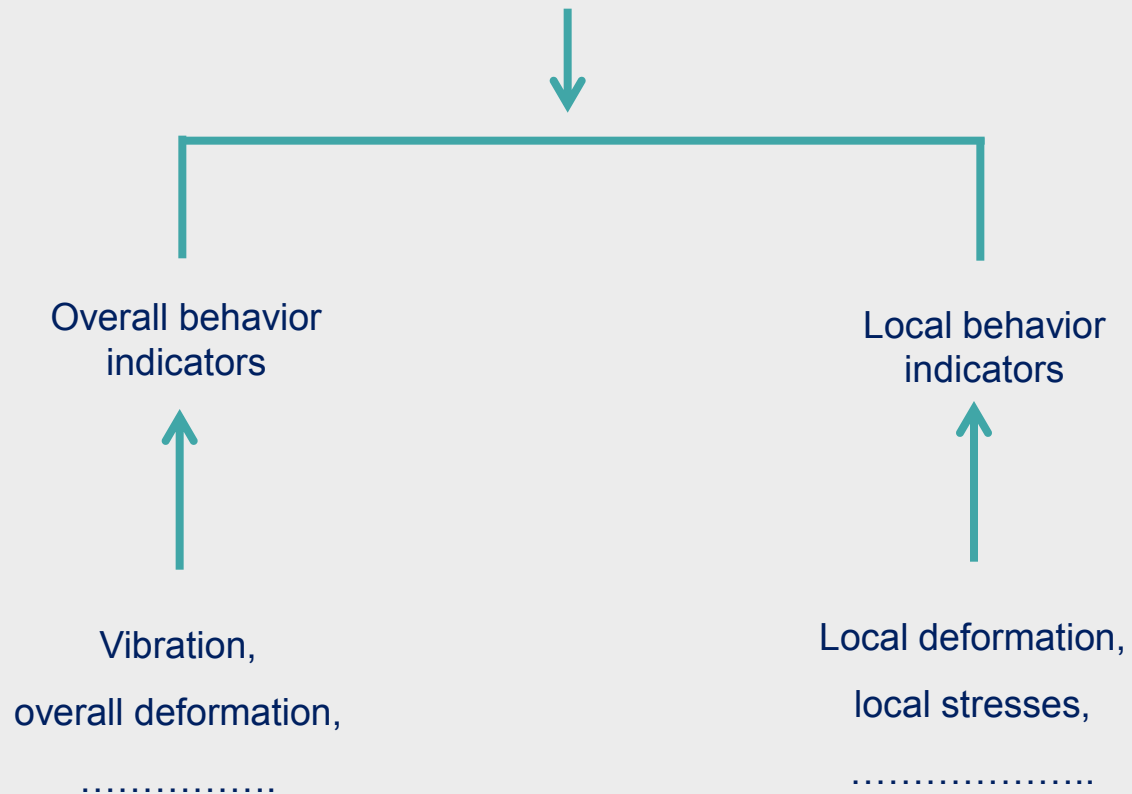 Overall behavior
indicators
Local behavior
indicators
Vibration,
overall deformation,
................
Local deformation,
local stresses,
....................